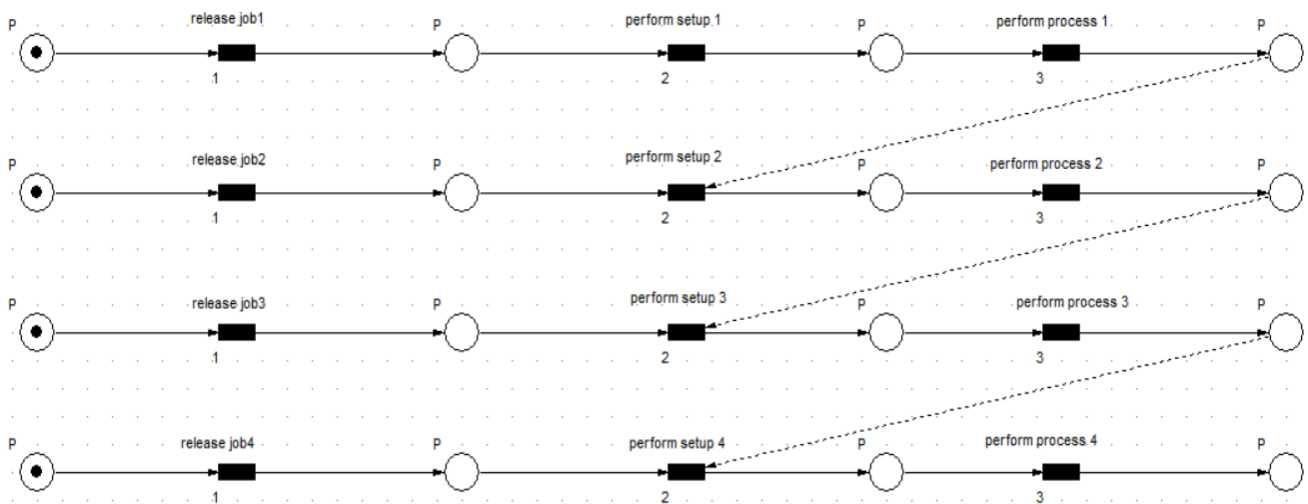 release job1 perform setup 1 perform process 1
P P P P
1 2 3
release job2 perform setup 2 perform process 2
P P P P
1 2 3
release job3 perform setup 3 perform process 3
P P P P
1 2 3
release job4 perform setup 4 perform process 4
P P P P
1 2 3